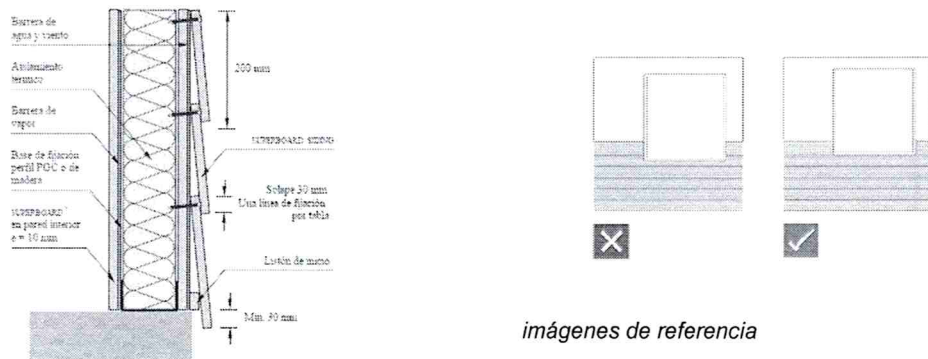 Barrera de
agua y viento
Aislamiento
térmico
Barrera de
vapor
Base de fijación
perfil PGC o de
madera
SUPERBOARD
en pared interior
e = 10 mm
200 mm
SUPERBOARD SIDING
Solape 30 mm
Una línea de fijación
por tabla
Listón de inicio
Min. 30 mm
imágenes de referencia